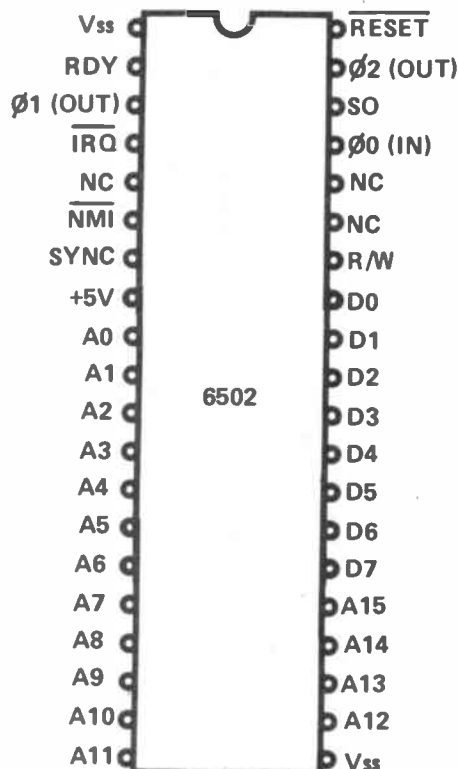 Vss
RDY
Ø1 (OUT)
IRQ
NC
NMI
SYNC
+5V
A0
A1
A2
A3
A4
A5
A6
A7
A8
A9
A10
A11
6502
RESET
Ø2 (OUT)
SO
Ø0 (IN)
NC
NC
R/W
D0
D1
D2
D3
D4
D5
D6
D7
A15
A14
A13
A12
Vss